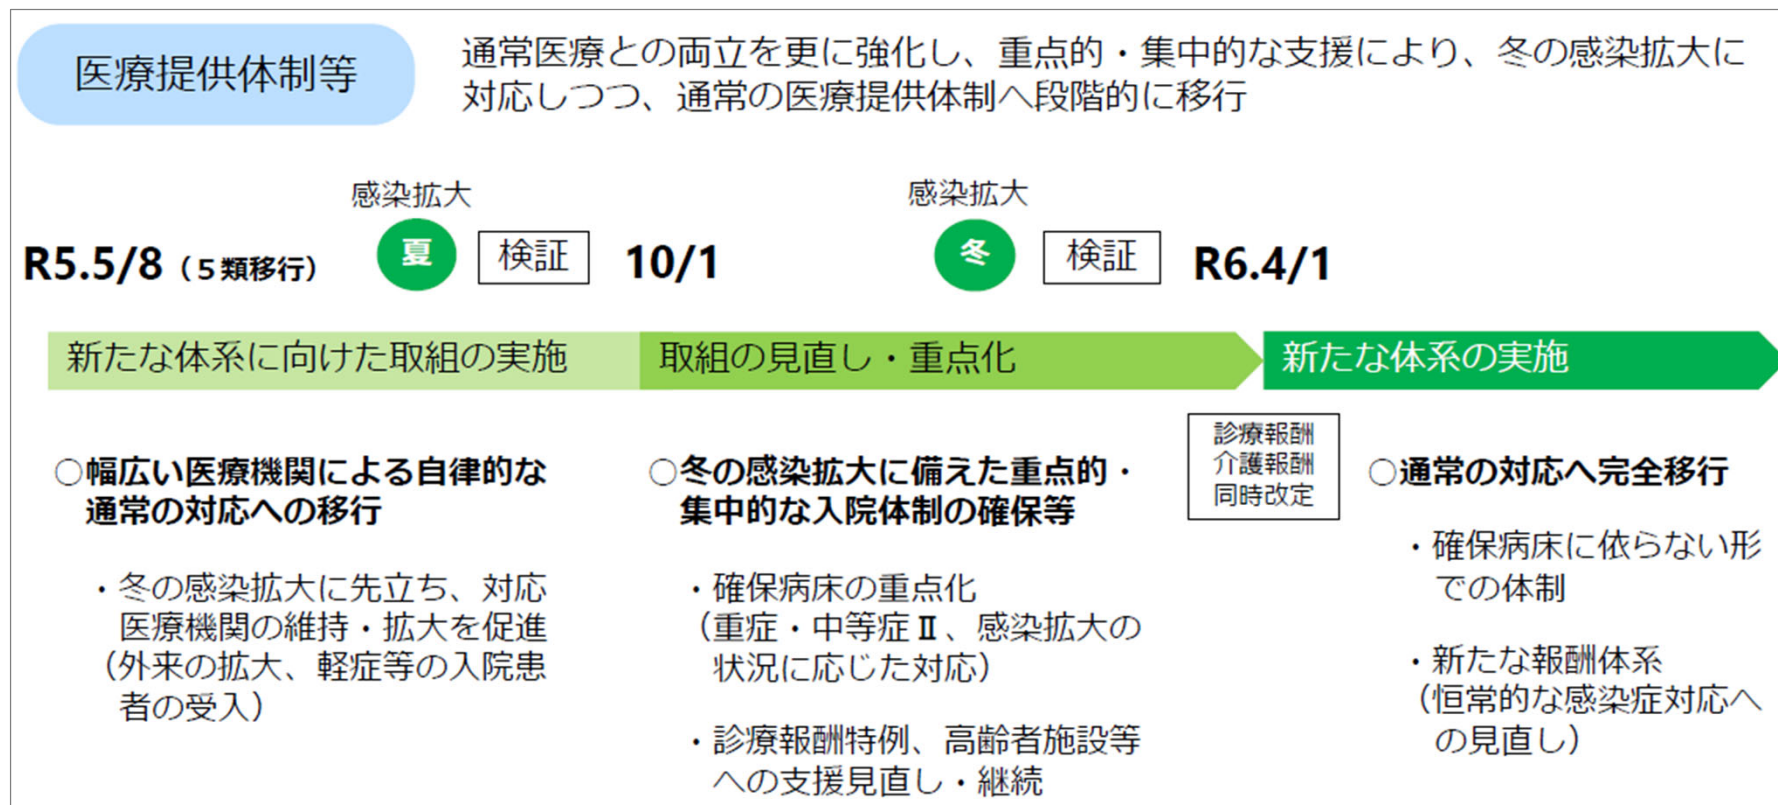 医療提供体制等
通常医療との両立を更に強化し、重点的・集中的な支援により、冬の感染拡大に
対応しつつ、通常の医療提供体制へ段階的に移行
感染拡大
感染拡大
R5.5/8（５類移行）
夏
検証
10/1
冬
検証
R6.4/1
新たな体系に向けた取組の実施
取組の見直し・重点化
新たな体系の実施
○幅広い医療機関による自律的な
通常の対応への移行
・冬の感染拡大に先立ち、対応
医療機関の維持・拡大を促進
（外来の拡大、軽症等の入院患
者の受入）
○冬の感染拡大に備えた重点的・
集中的な入院体制の確保等
・確保病床の重点化
（重症・中等症Ⅱ、感染拡大の
状況に応じた対応）
・診療報酬特例、高齢者施設等
への支援見直し・継続
診療報酬
介護報酬
同時改定
○通常の対応へ完全移行
・確保病床に依らない形
での体制
・新たな報酬体系
（恒常的な感染症対応へ
の見直し）